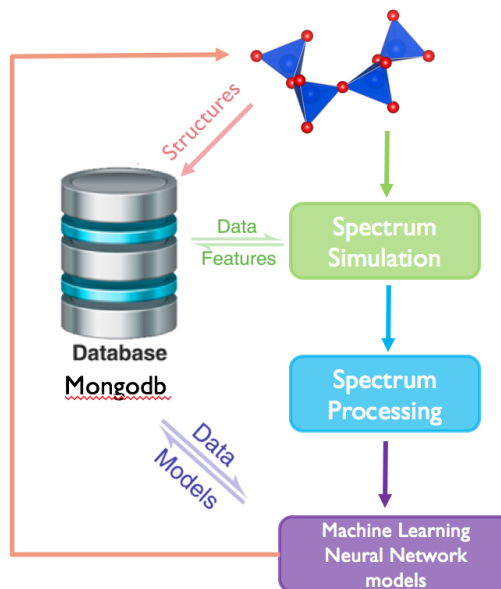 Structures
Data
Features
Spectrum
Simulation
Database
Mongodb
Spectrum
Processing
Data
Models
Machine Learning
Neural Network
models